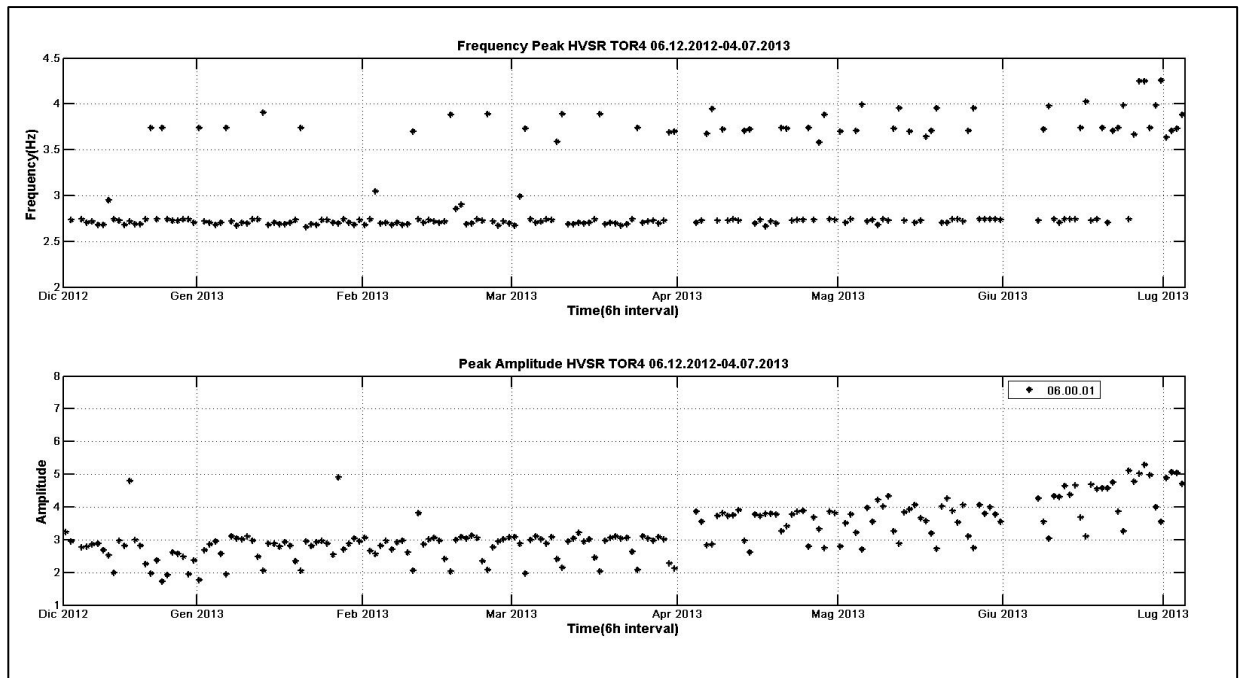 Frequency Peak HVSR TOR4 06.12.2012-04.07.2013
4.5
4
3.5
3
2.5
2
Frequency(Hz)
Dic 2012 Gen 2013 Feb 2013 Mar 2013 Apr 2013 Mag 2013 Giu 2013 Lug 2013
Time(6h interval)
Peak Amplitude HVSR TOR4 06.12.2012-04.07.2013
8
7
6
5
4
3
2
1
Amplitude
06.00.01
Dic 2012 Gen 2013 Feb 2013 Mar 2013 Apr 2013 Mag 2013 Giu 2013 Lug 2013
Time(6h interval)